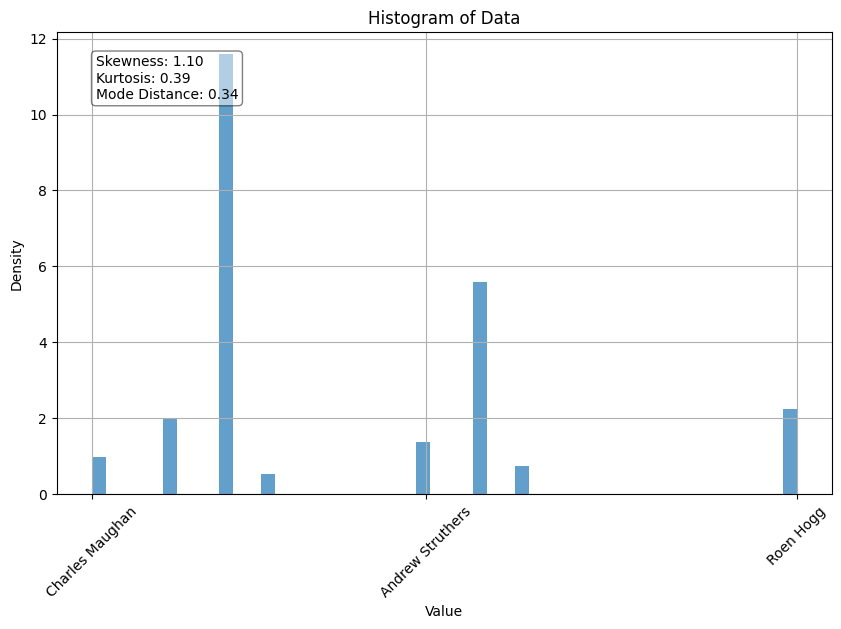 Histogram of Data
Skewness: 1.10
Kurtosis: 0.39
Mode Distance: 0.34
Density
12
10
8
6
4
2
0
Charles Maughan
Andrew Struthers
Roen Hogg
Value